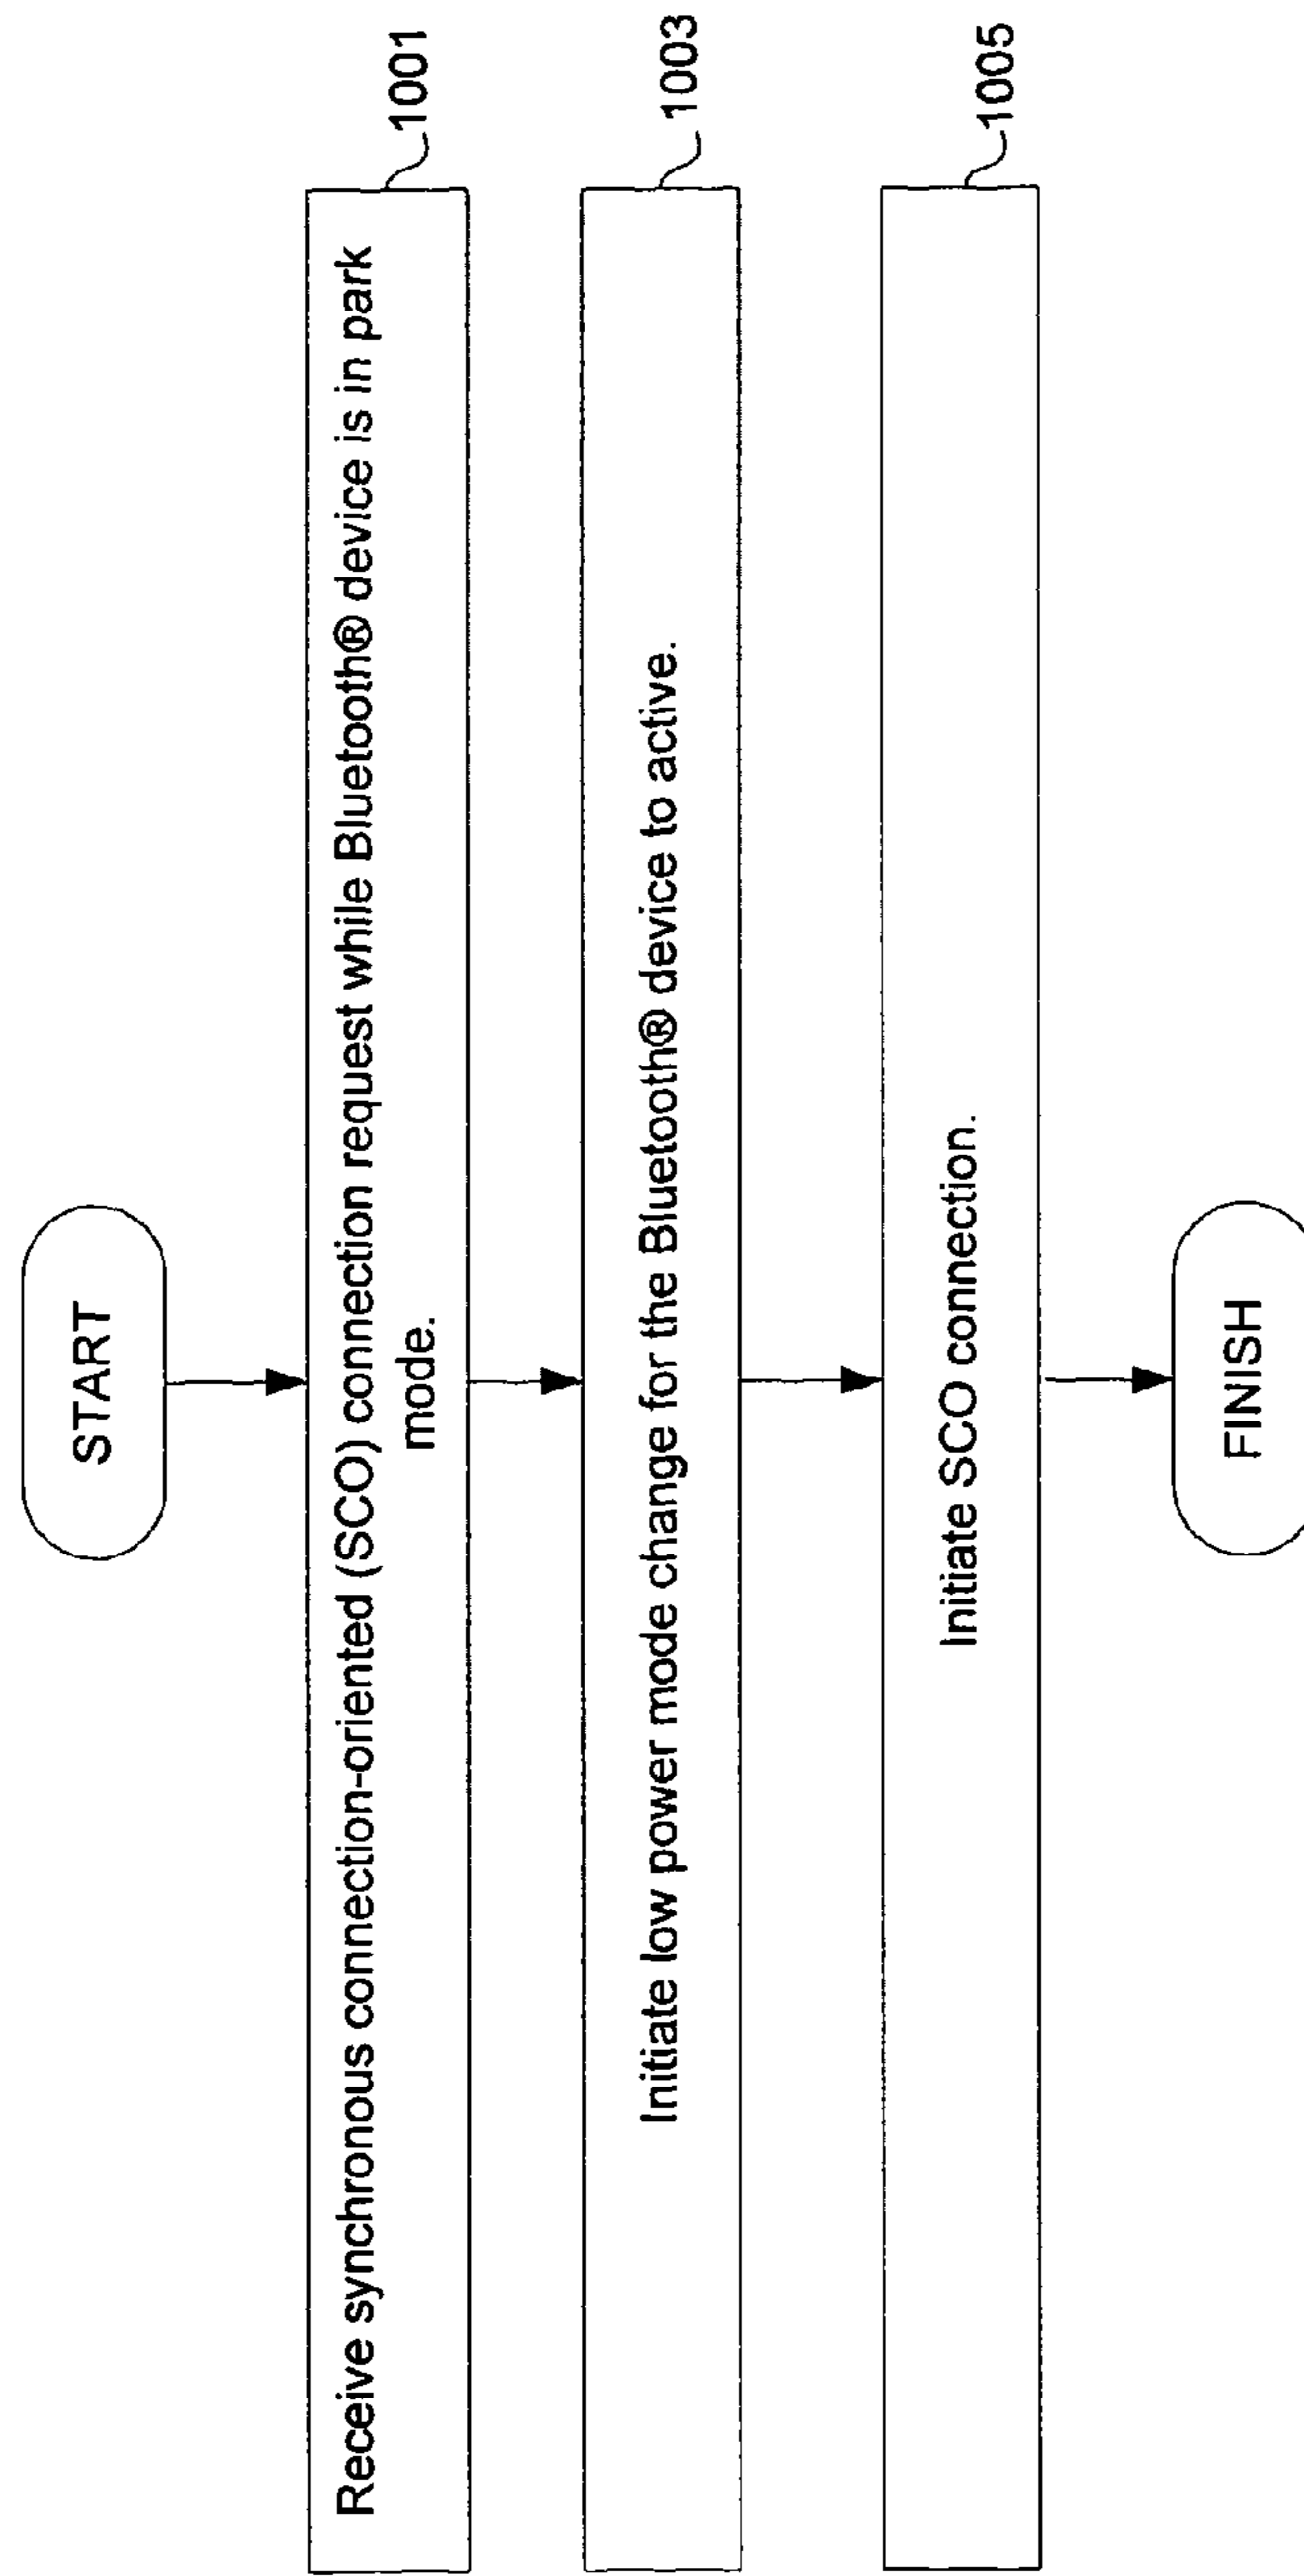 START
Receive synchronous connection-oriented (SCO) connection request while Bluetooth® device is in park
mode.
1001
Initiate low power mode change for the Bluetooth® device to active.
1003
Initiate SCO connection.
1005
FINISH